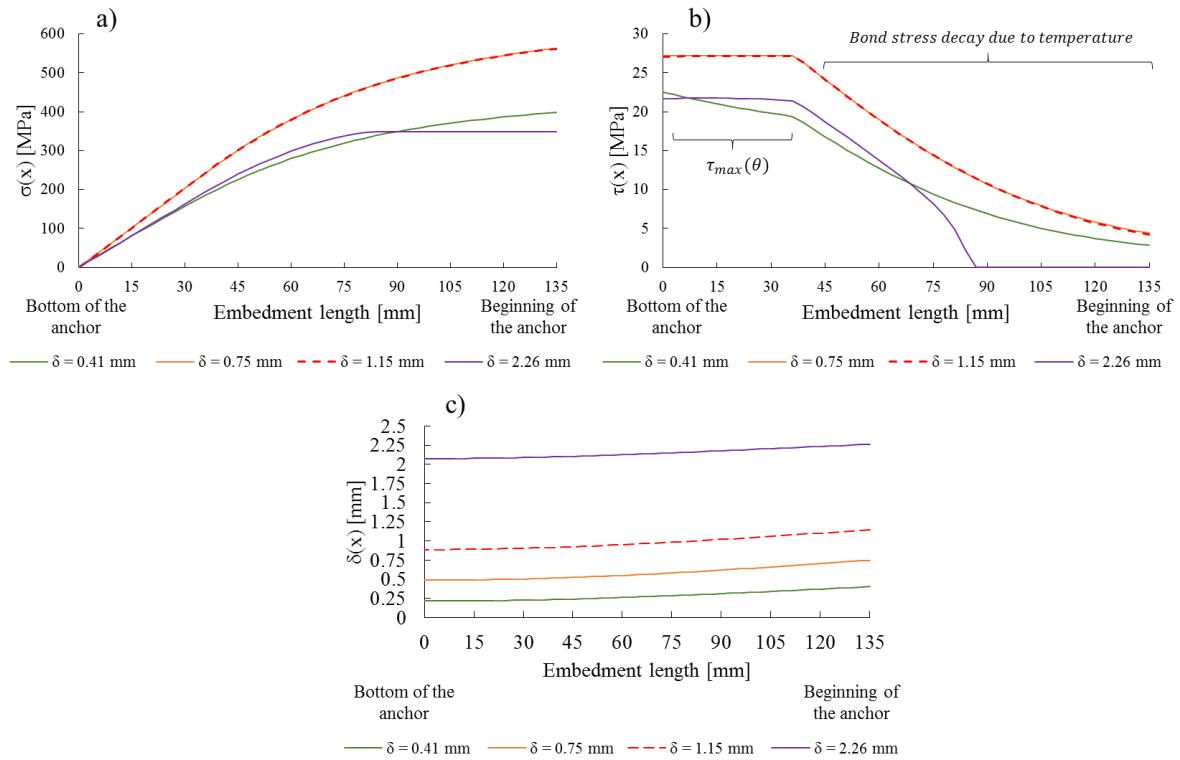 a)
σ(x) [MPa]
600
500
400
300
200
100
0
0 15 30 45 60 75 90 105 120 135
Bottom of the anchor
Embedment length [mm]
Beginning of the anchor
δ = 0.41 mm δ = 0.75 mm δ = 1.15 mm δ = 2.26 mm
b)
τ(x) [MPa]
30
25
20
15
10
5
0
Bond stress decay due to temperature
τmax(θ)
0 15 30 45 60 75 90 105 120 135
Bottom of the anchor
Embedment length [mm]
Beginning of the anchor
δ = 0.41 mm δ = 0.75 mm δ = 1.15 mm δ = 2.26 mm
c)
δ(x) [mm]
2.5
2.25
2
1.75
1.5
1.25
1
0.75
0.5
0.25
0
0 15 30 45 60 75 90 105 120 135
Embedment length [mm]
Bottom of the anchor
Beginning of the anchor
δ = 0.41 mm δ = 0.75 mm δ = 1.15 mm δ = 2.26 mm